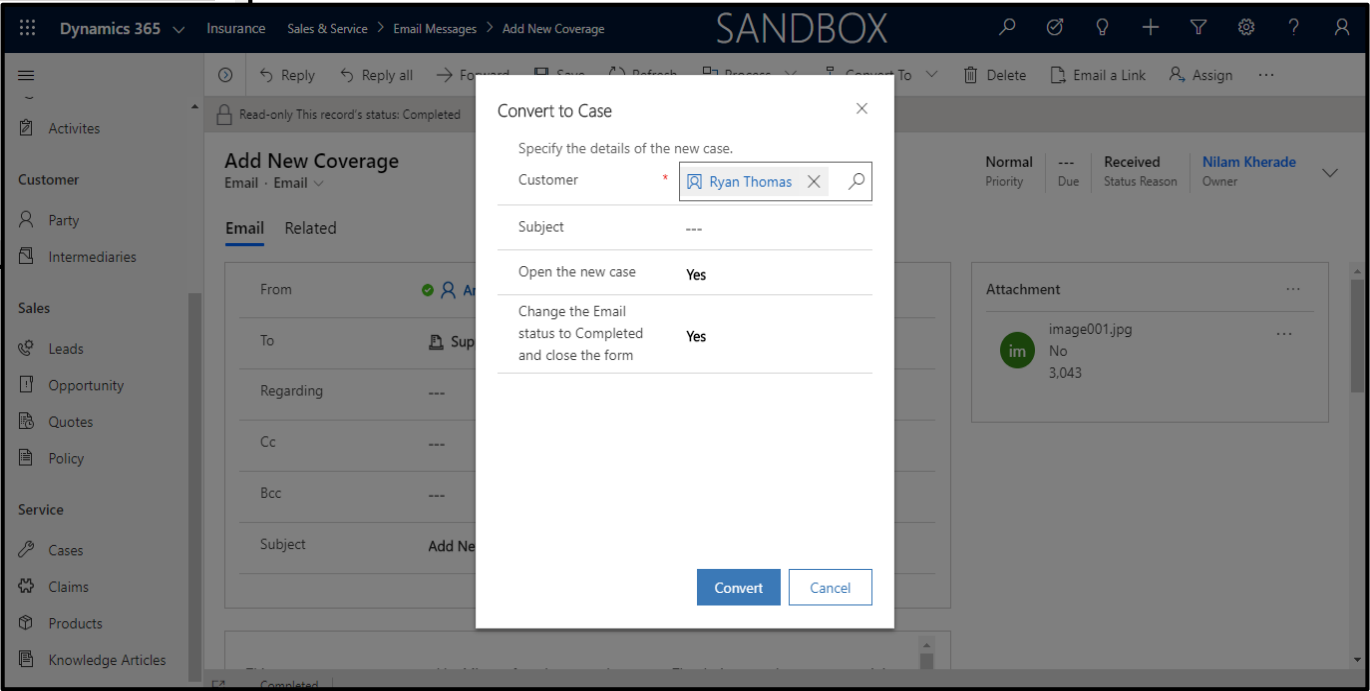 Dynamics 365 Insurance Sales & Service > Email Messages > Add New Coverage SANDBOX
Reply Reply all Delete Email a Link Assign ...
Read-only This record's status: Completed
Activites
Customer
Party
Intermediaries
Sales
Leads
Opportunity
Quotes
Policy
Service
Cases
Claims
Products
Knowledge Articles
Add New Coverage
Email · Email
Normal
Priority
---
Due
Received
Status Reason
Nilam Kherade
Owner
Email Related
From
To
Regarding ---
Cc ---
Bcc ---
Subject Add Ne
Convert to Case
Specify the details of the new case.
Customer * Ryan Thomas
Subject ---
Open the new case Yes
Change the Email
status to Completed Yes
and close the form
Convert Cancel
Attachment ...
im
image001.jpg ...
No
3,043
Completed